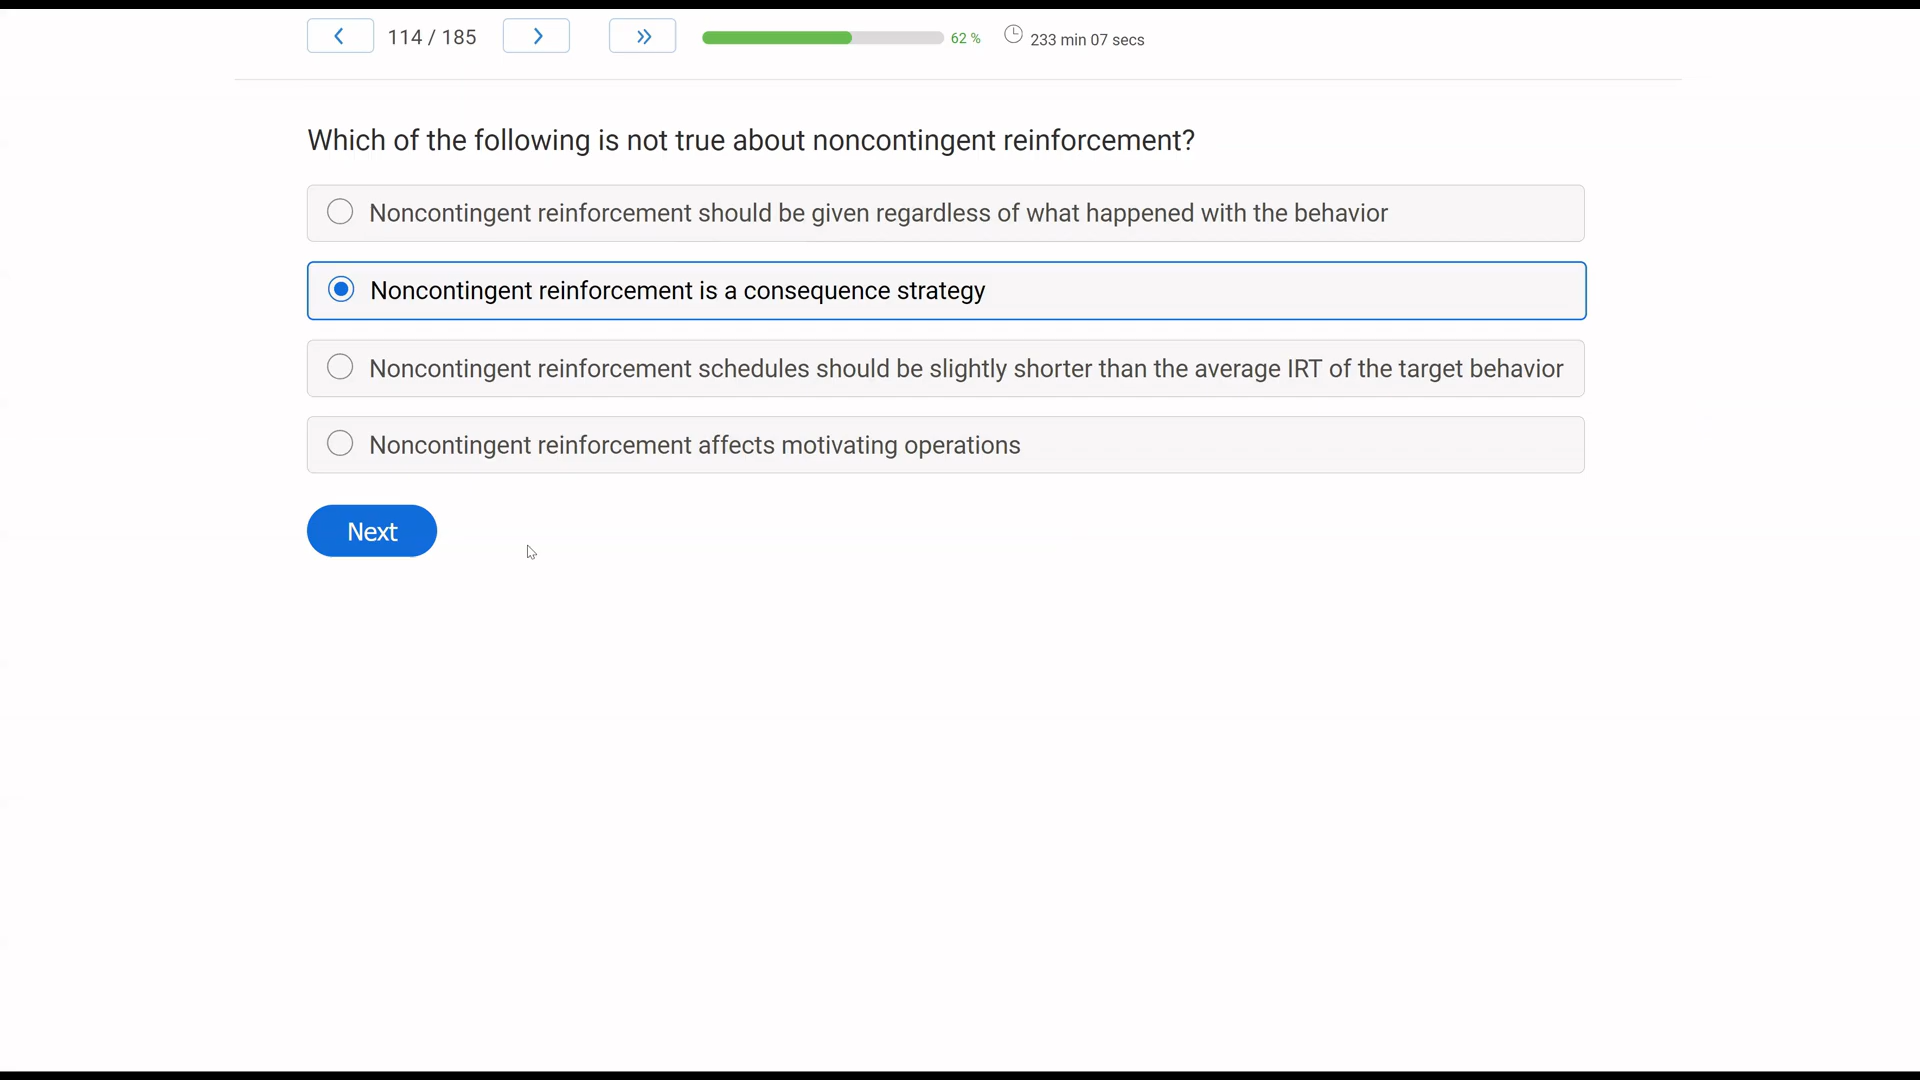 114 / 185
62 %
233 min 07 secs
Which of the following is not true about noncontingent reinforcement?
Noncontingent reinforcement should be given regardless of what happened with the behavior
Noncontingent reinforcement is a consequence strategy
Noncontingent reinforcement schedules should be slightly shorter than the average IRT of the target behavior
Noncontingent reinforcement affects motivating operations
Next